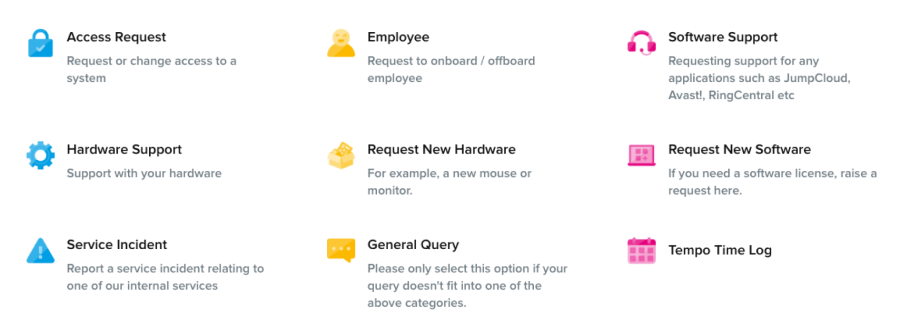 Access Request
Request or change access to a
system
Employee
Request to onboard / offboard
employee
Software Support
Requesting support for any
applications such as JumpCloud,
Avast!, RingCentral etc
Hardware Support
Support with your hardware
Request New Hardware
For example, a new mouse or
monitor.
Request New Software
If you need a software license, raise a
request here.
Service Incident
Report a service incident relating to
one of our internal services
General Query
Please only select this option if your
query doesn't fit into one of the
above categories.
Tempo Time Log